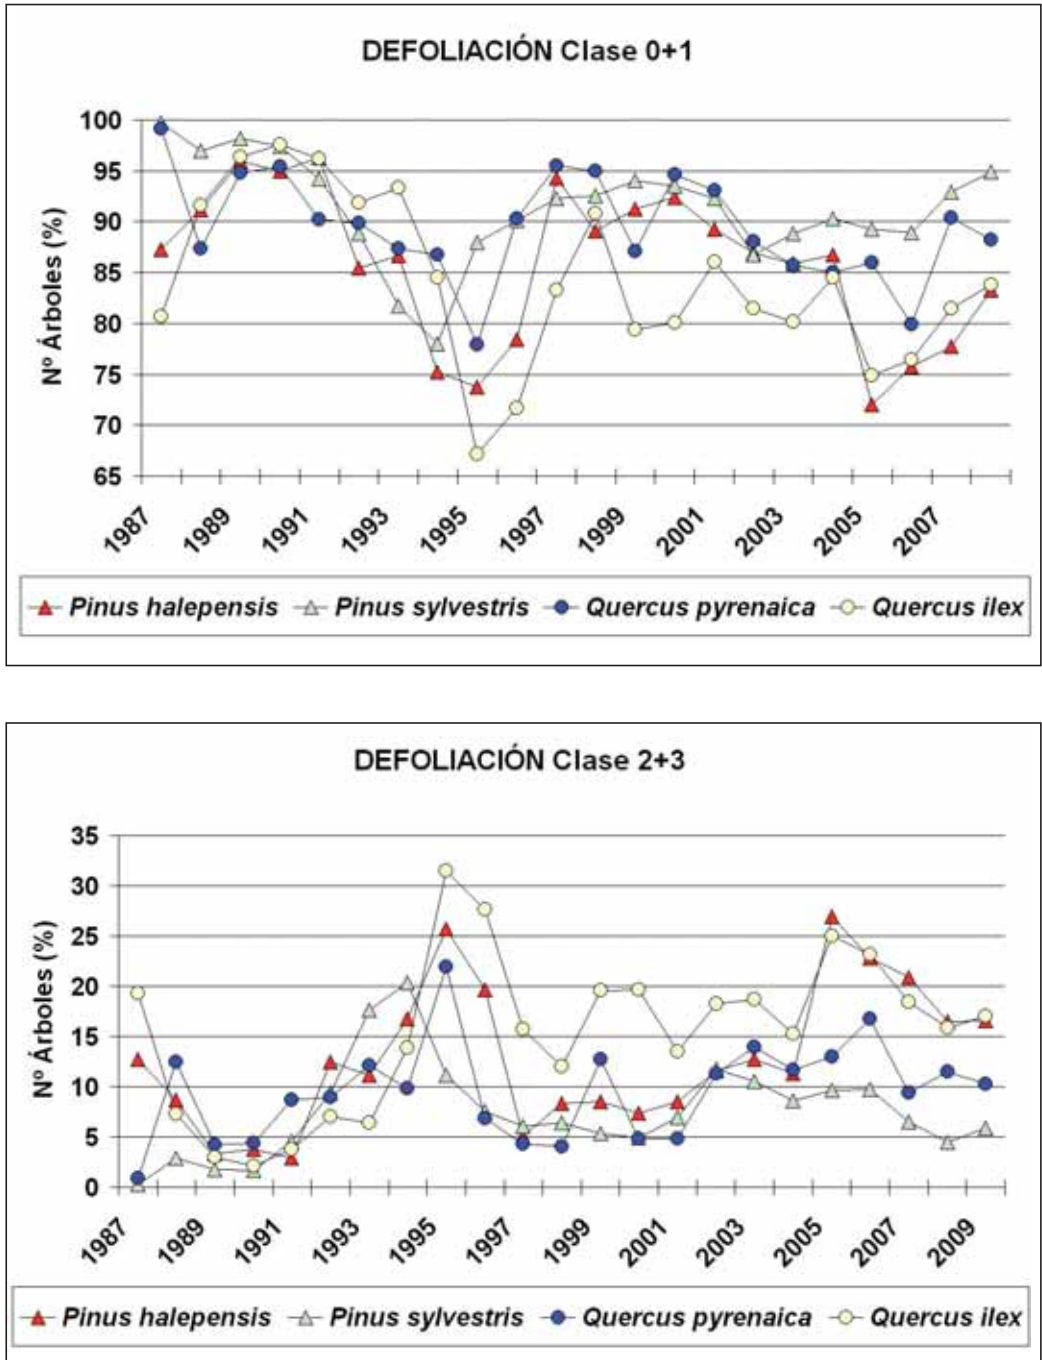 DEFOLIACIÓN Clase 0+1
Nº Árboles (%)
100
95
90
85
80
75
70
65
1987 1989 1991 1993 1995 1997 1999 2001 2003 2005 2007
Pinus halepensis Pinus sylvestris Quercus pyrenaica Quercus ilex
DEFOLIACIÓN Clase 2+3
Nº Árboles (%)
35
30
25
20
15
10
5
0
1987 1989 1991 1993 1995 1997 1999 2001 2003 2005 2007 2009
Pinus halepensis Pinus sylvestris Quercus pyrenaica Quercus ilex